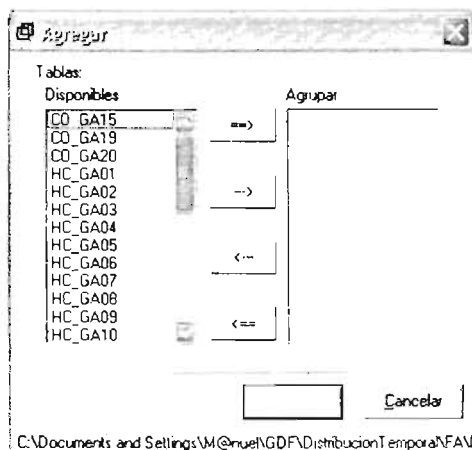 Agregar
Tablas:
Disponibles
Agrupar
CO_GA15
CO_GA19
CO_GA20
HC_GA01
HC_GA02
HC_GA03
HC_GA04
HC_GA05
HC_GA06
HC_GA07
HC_GA08
HC_GA09
HC_GA10
==>
-->
<--
<==
Cancelar
C:\Documents and Settings\M@nuel\GDF\DistribucionTemporal\FA\